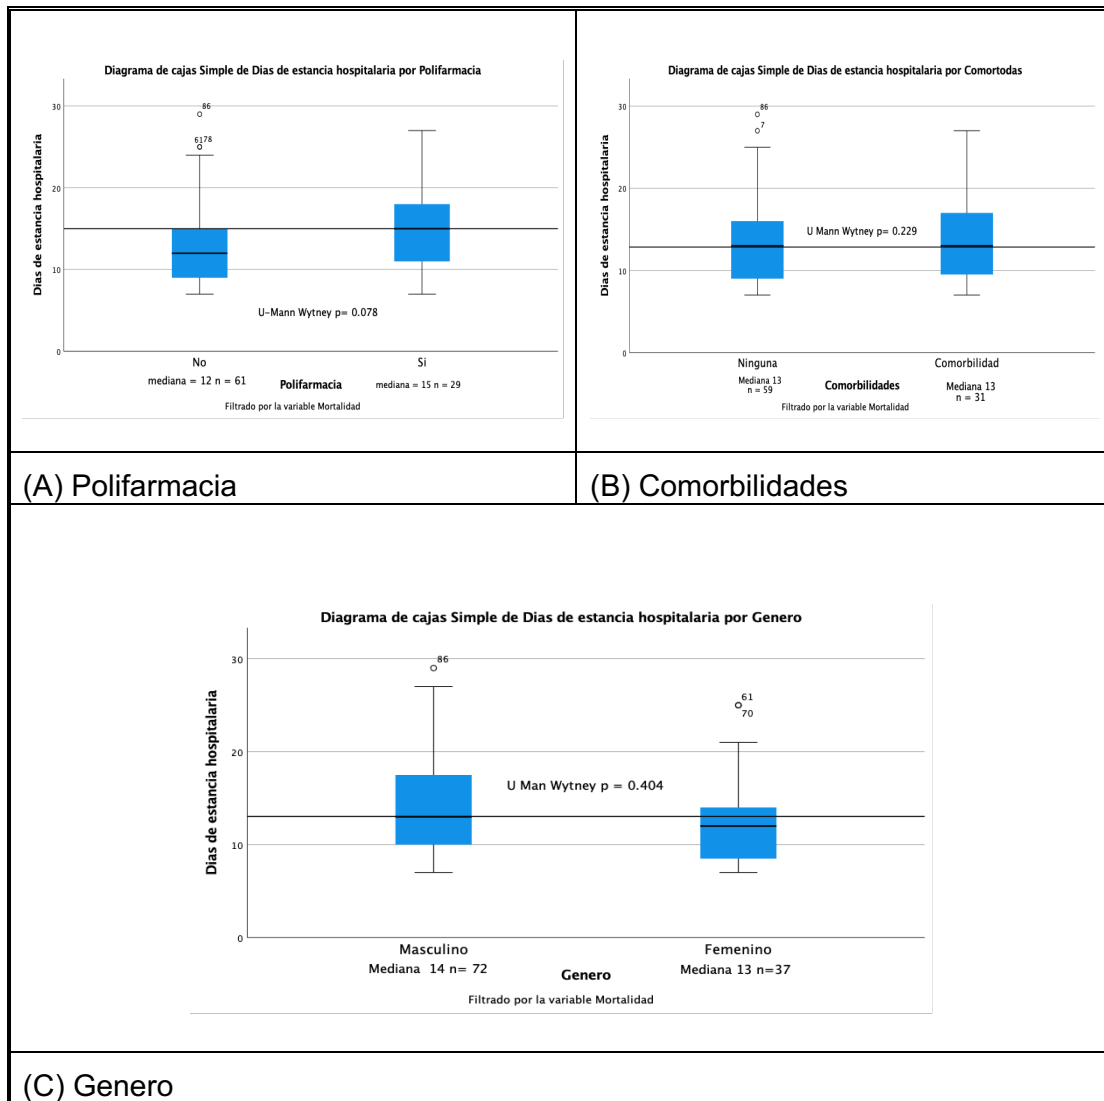 Diagrama de cajas Simple de Dias de estancia hospitalaria por Polifarmacia
Dias de estancia hospitalaria
30
20
10
0
86
6178
U-Mann Wytney p= 0.078
No
Si
mediana = 12 n = 61
Polifarmacia
mediana = 15 n = 29
Filtrado por la variable Mortalidad
Diagrama de cajas Simple de Dias de estancia hospitalaria por Comortodas
Dias de estancia hospitalaria
30
20
10
0
86
7
U Mann Wytney p= 0.229
Ninguna
Comorbilidad
Mediana 13
n = 59
Comorbilidades
Mediana 13
n = 31
Filtrado por la variable Mortalidad
(A) Polifarmacia
(B) Comorbilidades
Diagrama de cajas Simple de Dias de estancia hospitalaria por Genero
Dias de estancia hospitalaria
30
20
10
0
86
61
70
U Man Wytney p = 0.404
Masculino
Femenino
Mediana 14 n= 72
Genero
Mediana 13 n=37
Filtrado por la variable Mortalidad
(C) Genero